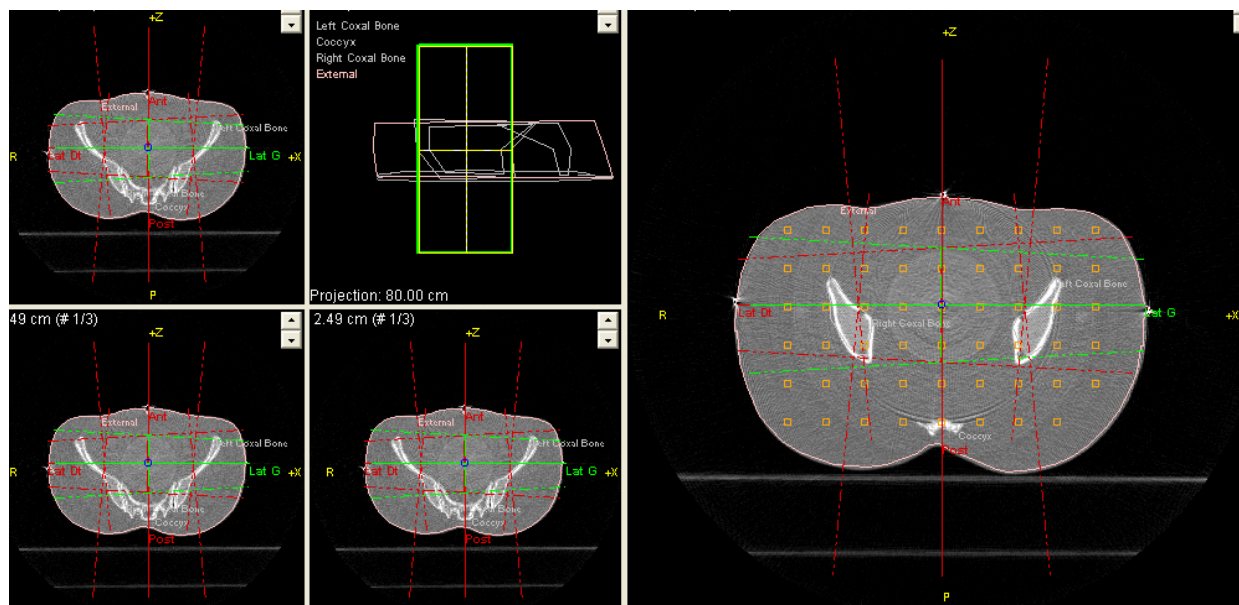 +Z
External
Ant
Left Coxal Bone
R
Lat Dt
Lat G
+X
Coccyx
Post
P
Left Coxal Bone
Coccyx
Right Coxal Bone
External
Projection: 80.00 cm
49 cm (# 1/3)
+Z
External
Ant
Left Coxal Bone
R
Lat Dt
Lat G
+X
Coccyx
Post
2.49 cm (# 1/3)
+Z
External
Ant
Left Coxal Bone
R
Lat Dt
Lat G
+X
Coccyx
Post
+Z
External
Ant
Left Coxal Bone
R
Lat Dt
Lat G
+X
Right Coxal Bone
Coccyx
Post
P